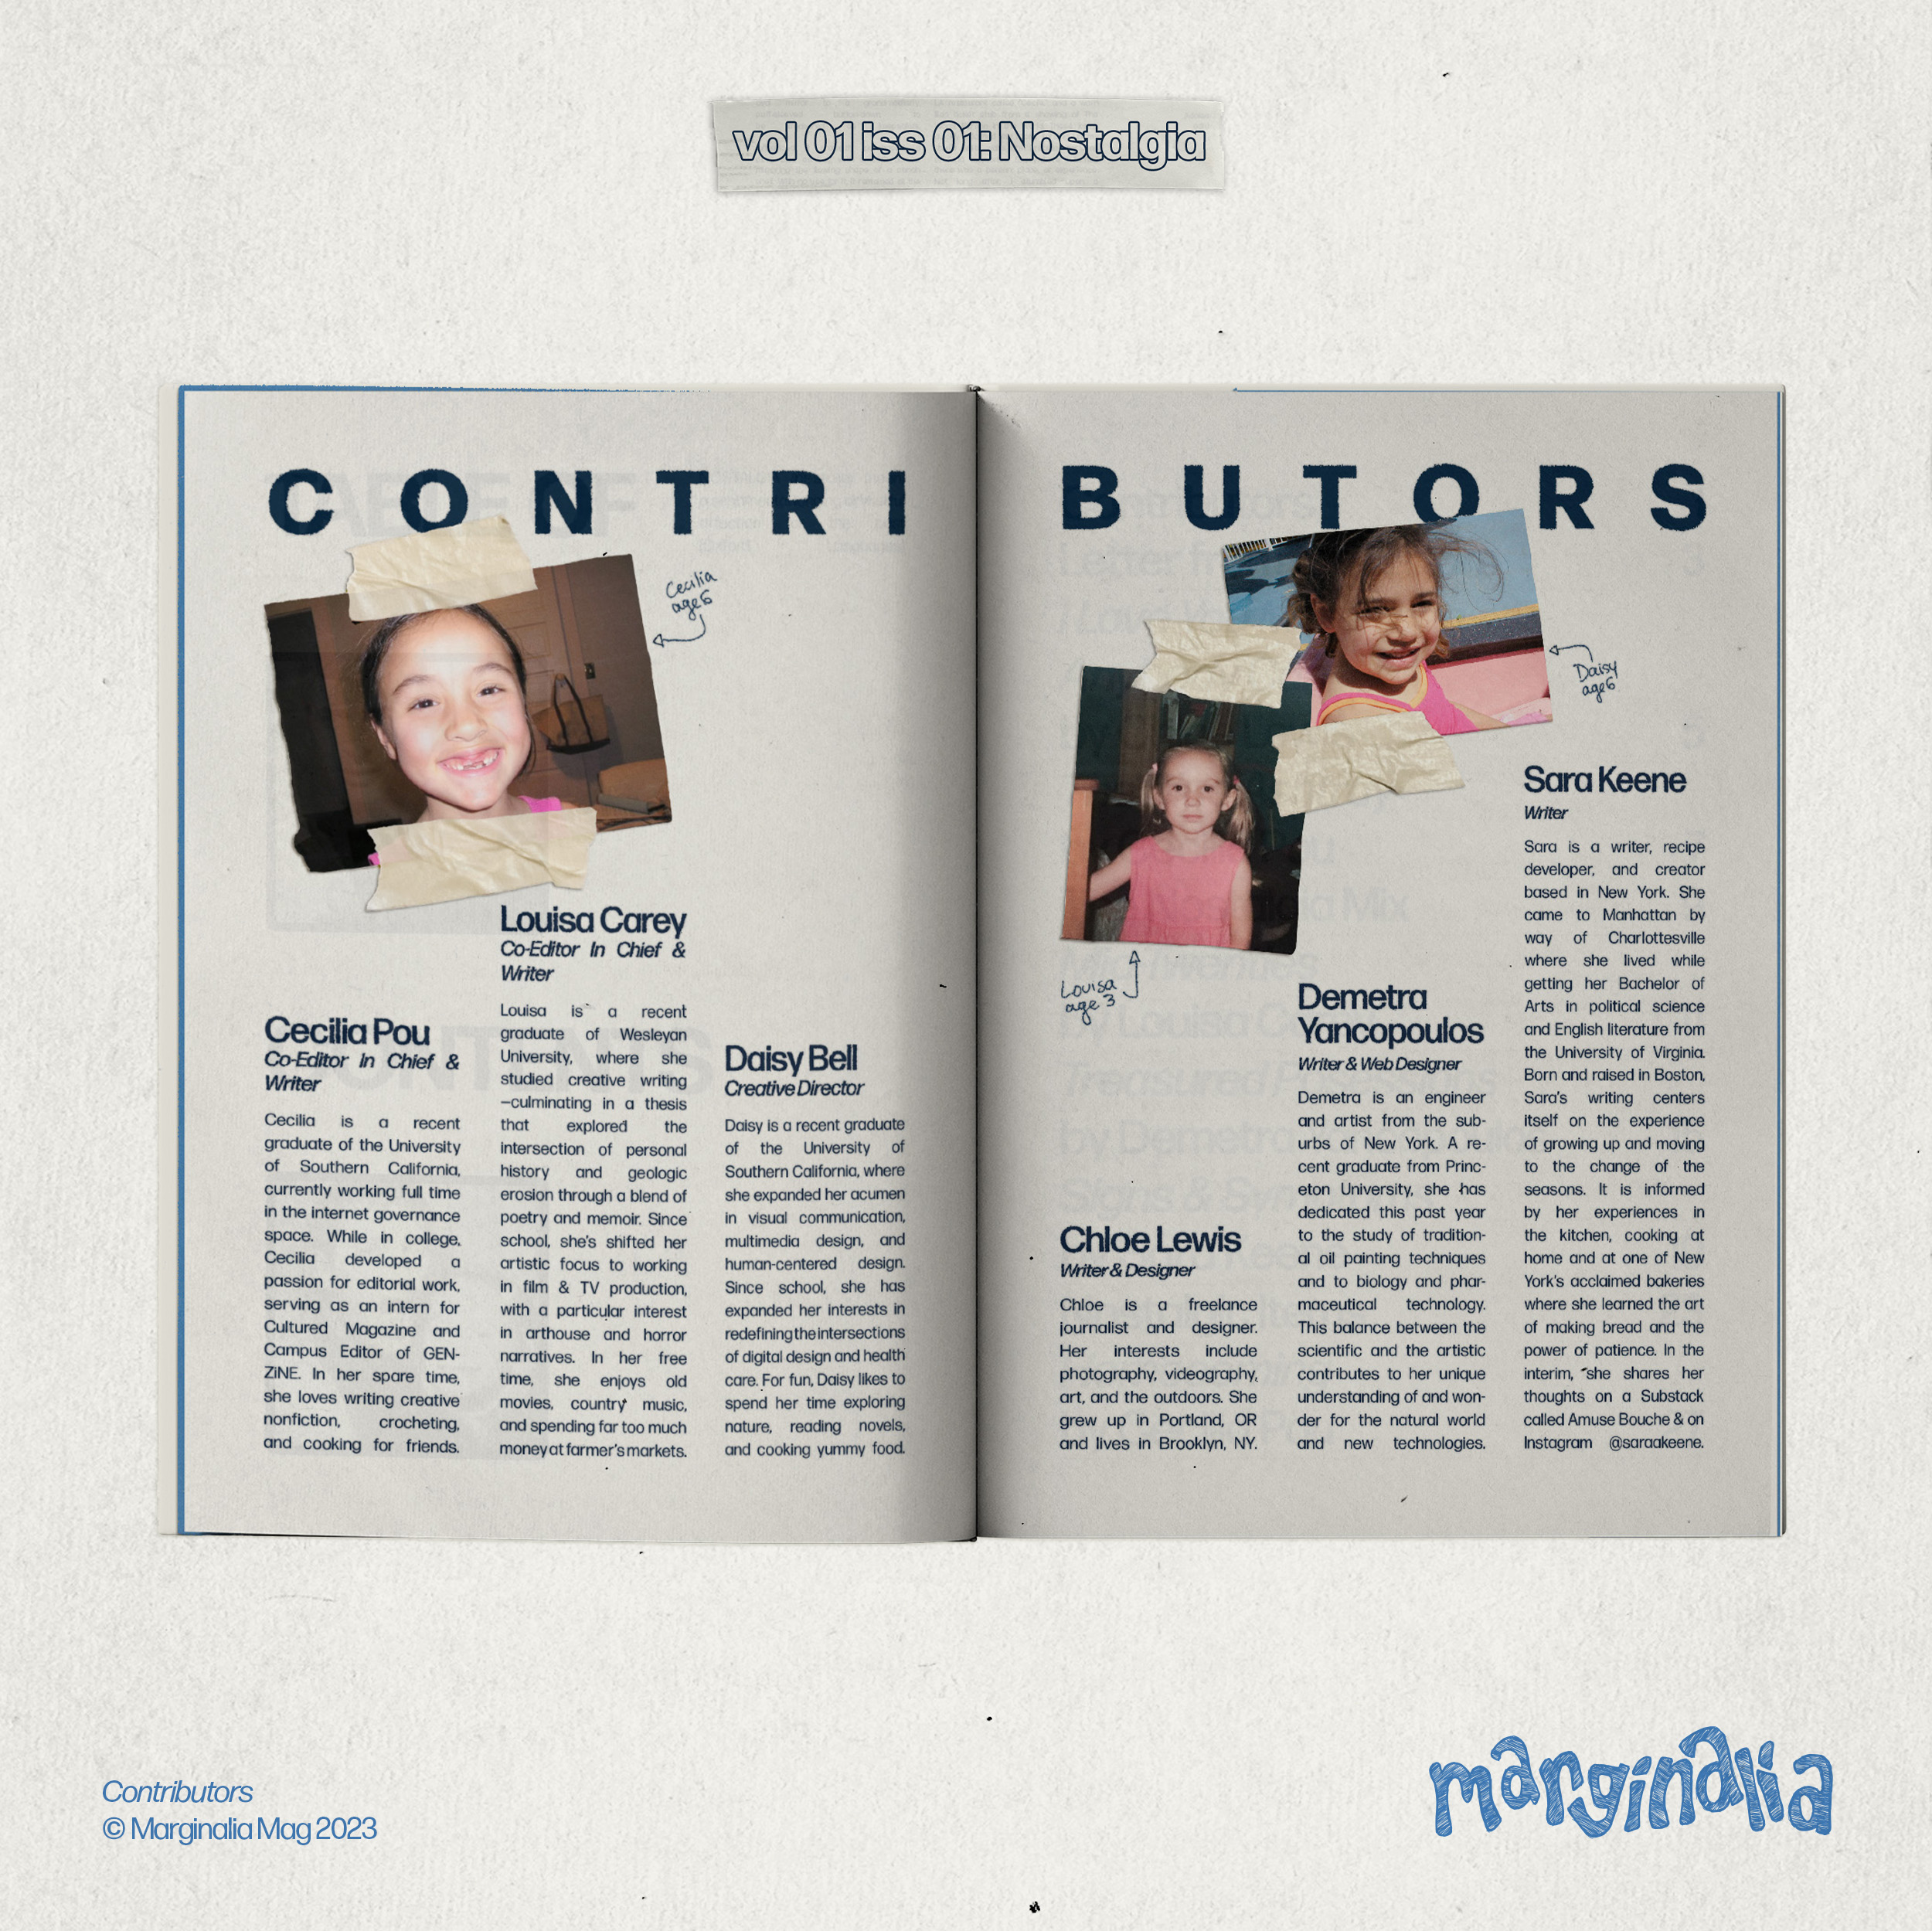 vol 01 iss 01: Nostalgia
CONTRI
BUTORS
Cecilia
age 6
Cecilia Pou
Co-Editor in Chief &
Writer
Cecilia is a recent
graduate of the University
of Southern California,
currently working full time
in the internet governance
space. While in college,
Cecilia developed a
passion for editorial work,
serving as an intern for
Cultured Magazine and
Campus Editor of GEN-
ZiNE. In her spare time,
she loves writing creative
nonfiction, crocheting,
and cooking for friends.
Louisa Carey
Co-Editor In Chief &
Writer
Louisa is a recent
graduate of Wesleyan
University, where she
studied creative writing
–culminating in a thesis
that explored the
intersection of personal
history and geologic
erosion through a blend of
poetry and memoir. Since
school, she's shifted her
artistic focus to working
in film & TV production,
with a particular interest
in arthouse and horror
narratives. In her free
time, she enjoys old
movies, country music,
and spending far too much
money at farmer's markets.
Daisy Bell
Creative Director
Daisy is a recent graduate
of the University of
Southern California, where
she expanded her acumen
in visual communication,
multimedia design, and
human-centered design.
Since school, she has
expanded her interests in
redefining the intersections
of digital design and health
care. For fun, Daisy likes to
spend her time exploring
nature, reading novels,
and cooking yummy food.
Daisy
age 6
Louisa
age 3
Chloe Lewis
Writer & Designer
Chloe is a freelance
journalist and designer.
Her interests include
photography, videography,
art, and the outdoors. She
grew up in Portland, OR
and lives in Brooklyn, NY.
Demetra
Yancopoulos
Writer & Web Designer
Demetra is an engineer
and artist from the sub-
urbs of New York. A re-
cent graduate from Princ-
eton University, she has
dedicated this past year
to the study of tradition-
al oil painting techniques
and to biology and phar-
maceutical technology.
This balance between the
scientific and the artistic
contributes to her unique
understanding of and won-
der for the natural world
and new technologies.
Sara Keene
Writer
Sara is a writer, recipe
developer, and creator
based in New York. She
came to Manhattan by
way of Charlottesville
where she lived while
getting her Bachelor of
Arts in political science
and English literature from
the University of Virginia.
Born and raised in Boston,
Sara's writing centers
itself on the experience
of growing up and moving
to the change of the
seasons. It is informed
by her experiences in
the kitchen, cooking at
home and at one of New
York's acclaimed bakeries
where she learned the art
of making bread and the
power of patience. In the
interim, she shares her
thoughts on a Substack
called Amuse Bouche & on
Instagram @saraakeene.
Contributors
© Marginalia Mag 2023
marginalia